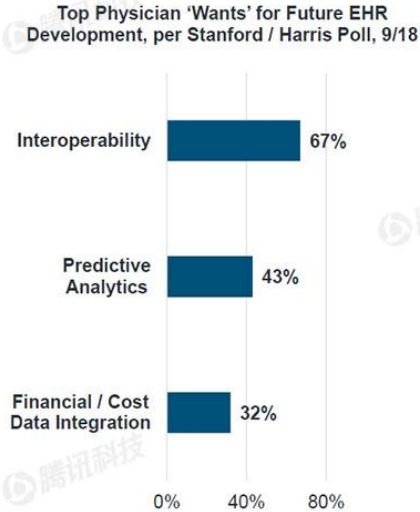 Top Physician ‘Wants’ for Future EHR
Development, per Stanford / Harris Poll, 9/18
Interoperability
67%
Predictive
Analytics
43%
Financial / Cost
Data Integration
32%
0%
40%
80%
腾讯科技